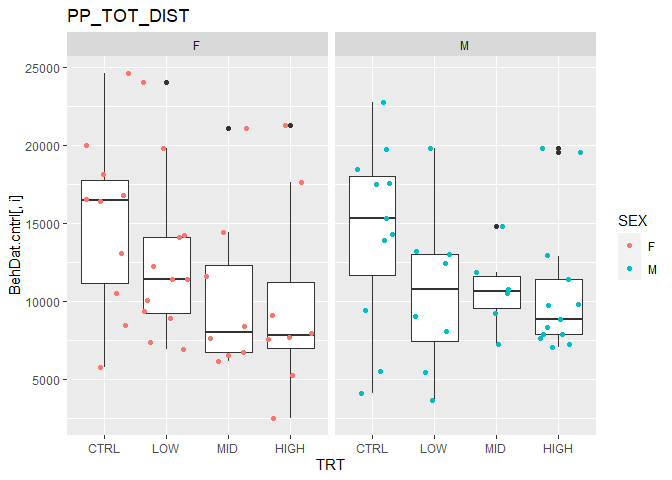 PP_TOT_DIST
F
M
25000
20000
15000
10000
5000
BehDat.cntrl[, i]
CTRL
LOW
MID
HIGH
CTRL
LOW
MID
HIGH
TRT
SEX
F
M